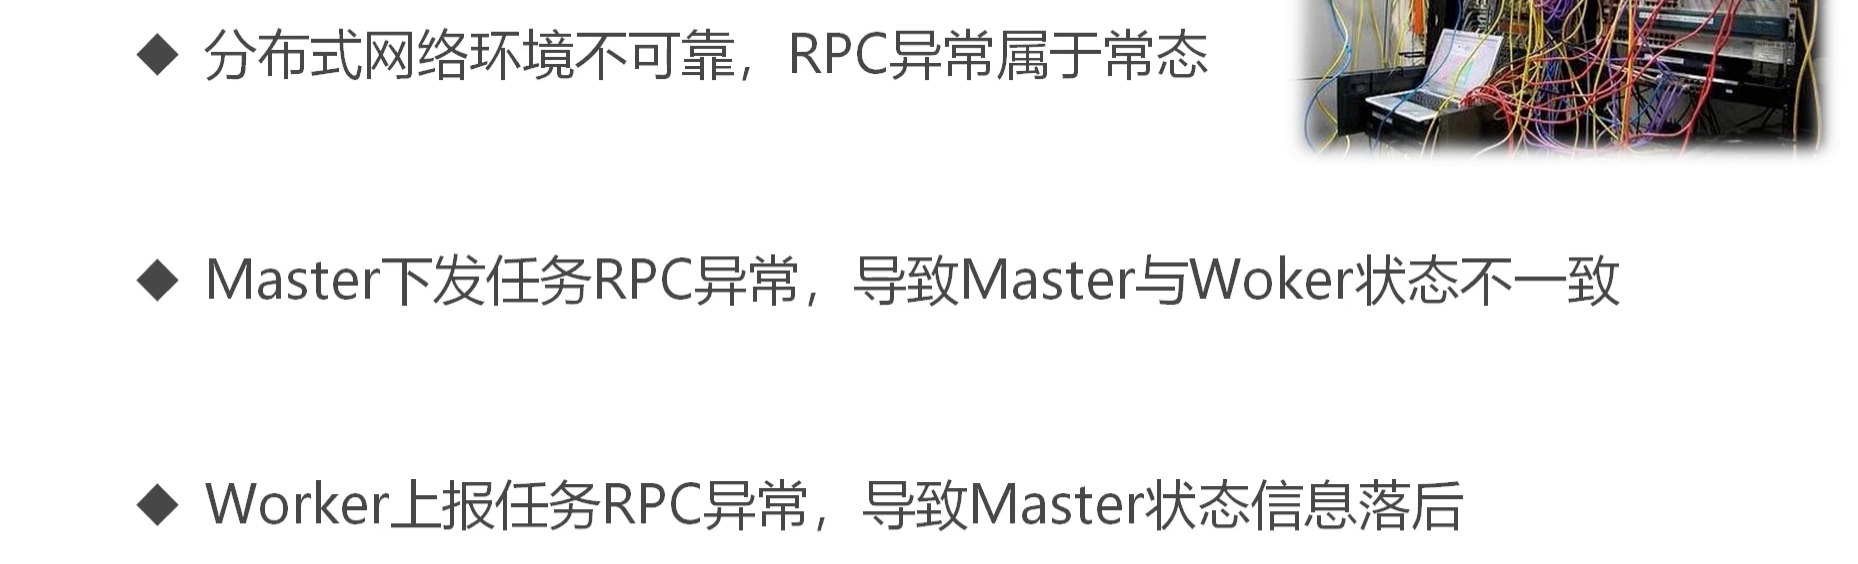 ◆ 分布式网络环境不可靠，RPC异常属于常态
◆ Master下发任务RPC异常，导致Master与Woker状态不一致
◆ Worker上报任务RPC异常，导致Master状态信息落后